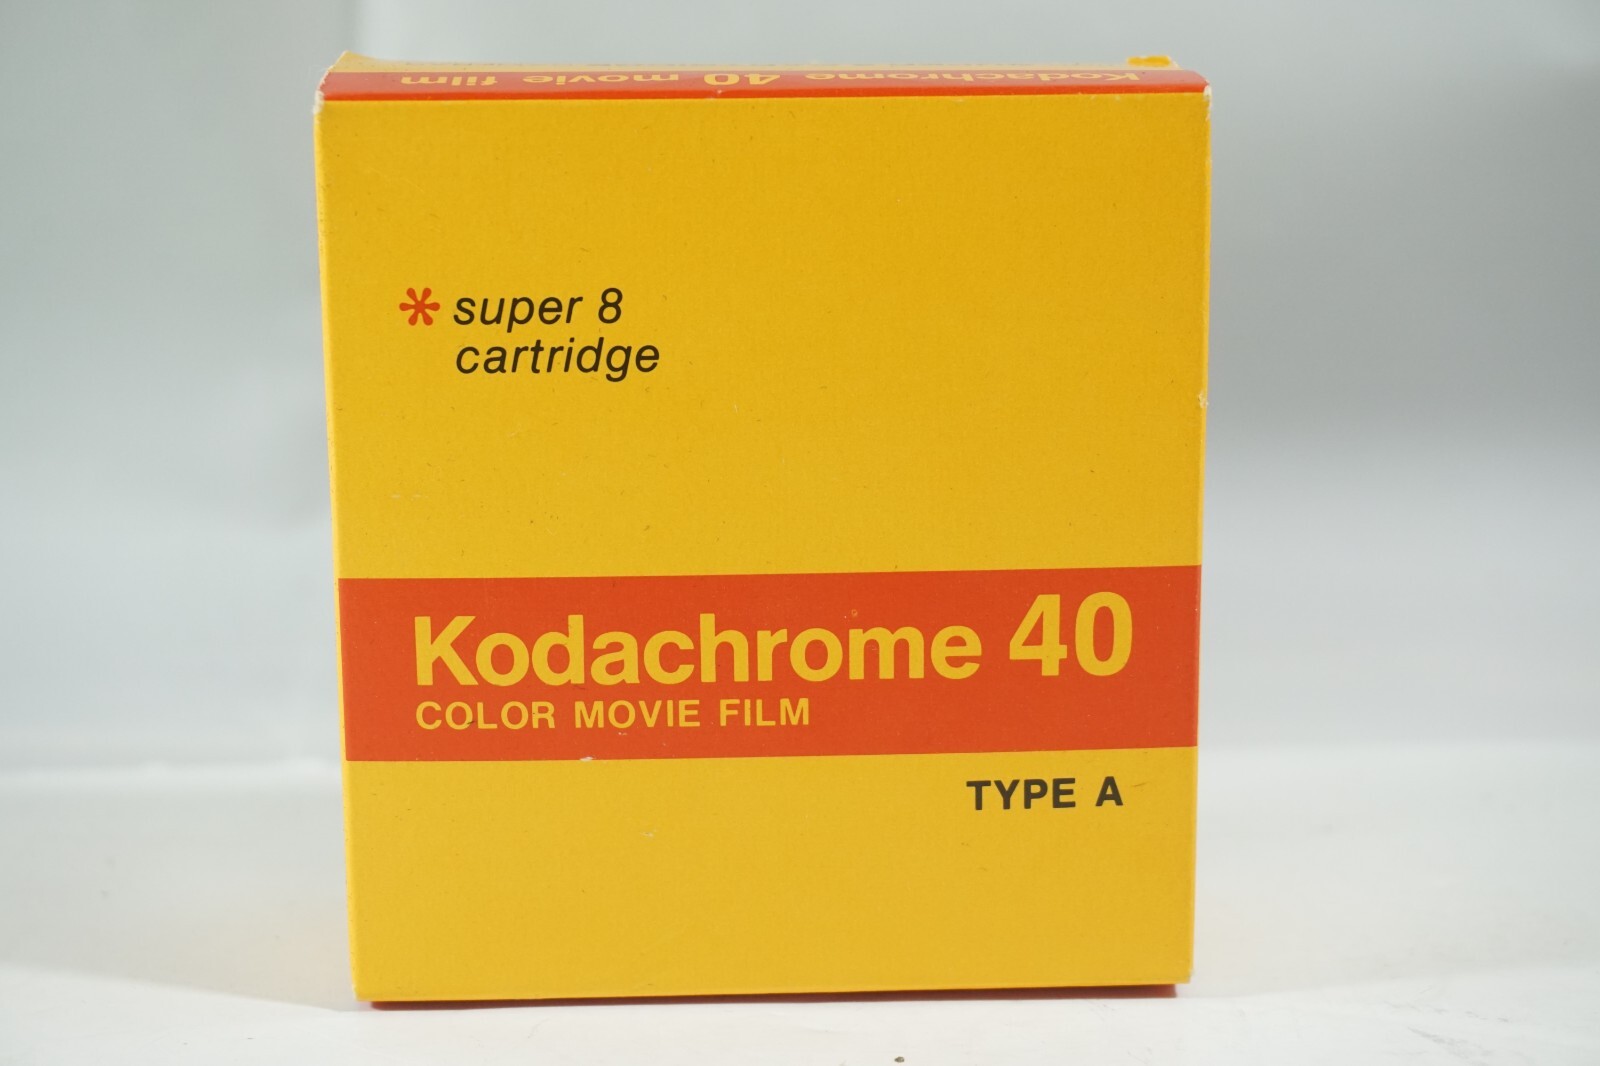 Kodachrome 40 movie film
* super 8
cartridge
Kodachrome 40
COLOR MOVIE FILM
TYPE A